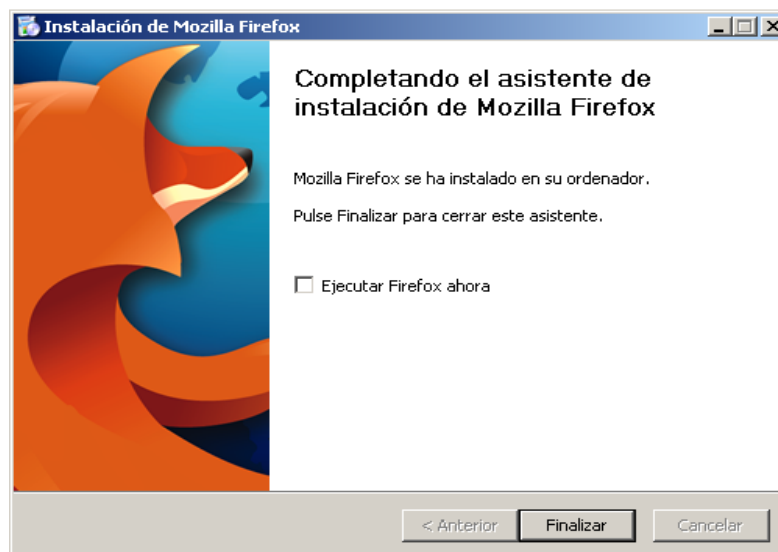 Instalación de Mozilla Firefox
Completando el asistente de
instalación de Mozilla Firefox
Mozilla Firefox se ha instalado en su ordenador.
Pulse Finalizar para cerrar este asistente.
Ejecutar Firefox ahora
< Anterior
Finalizar
Cancelar